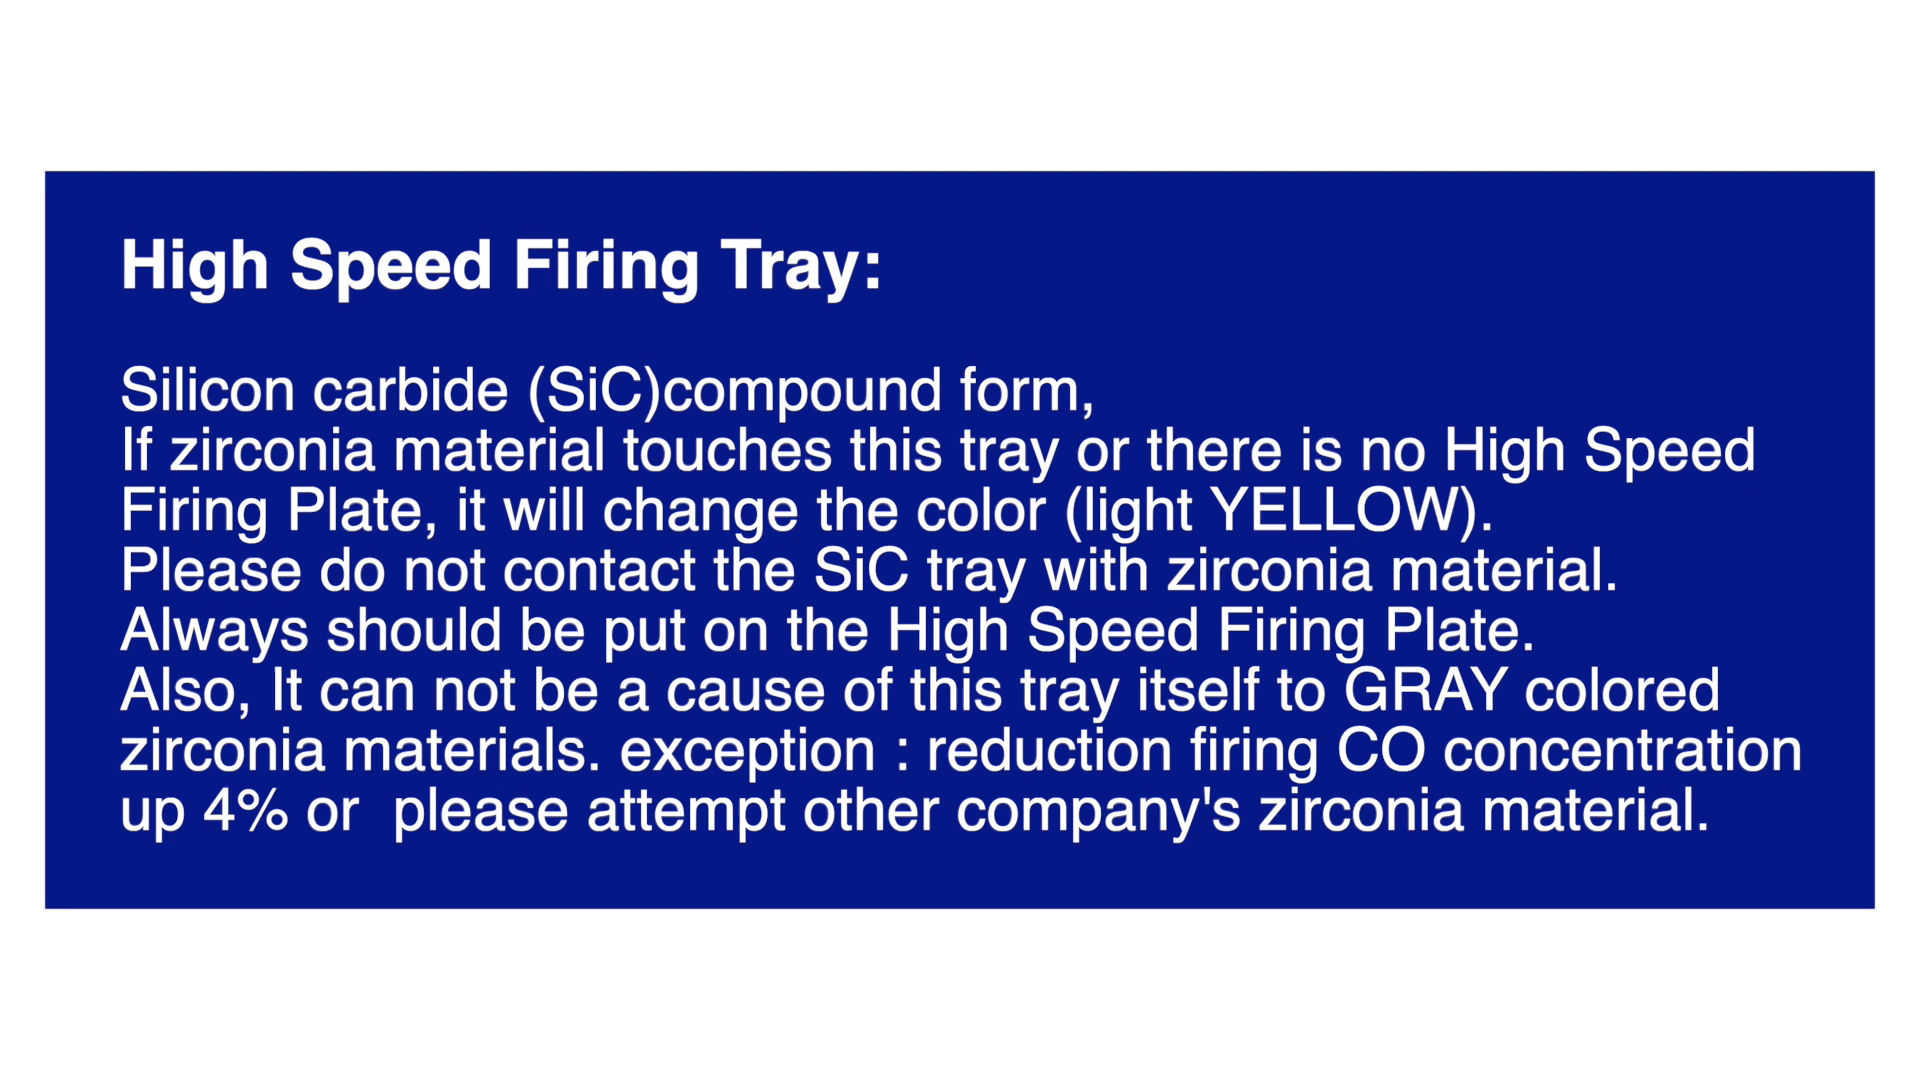 High Speed Firing Tray:
Silicon carbide (SiC)compound form,
If zirconia material touches this tray or there is no High Speed
Firing Plate, it will change the color (light YELLOW).
Please do not contact the SiC tray with zirconia material.
Always should be put on the High Speed Firing Plate.
Also, It can not be a cause of this tray itself to GRAY colored
zirconia materials. exception : reduction firing CO concentration
up 4% or  please attempt other company's zirconia material.